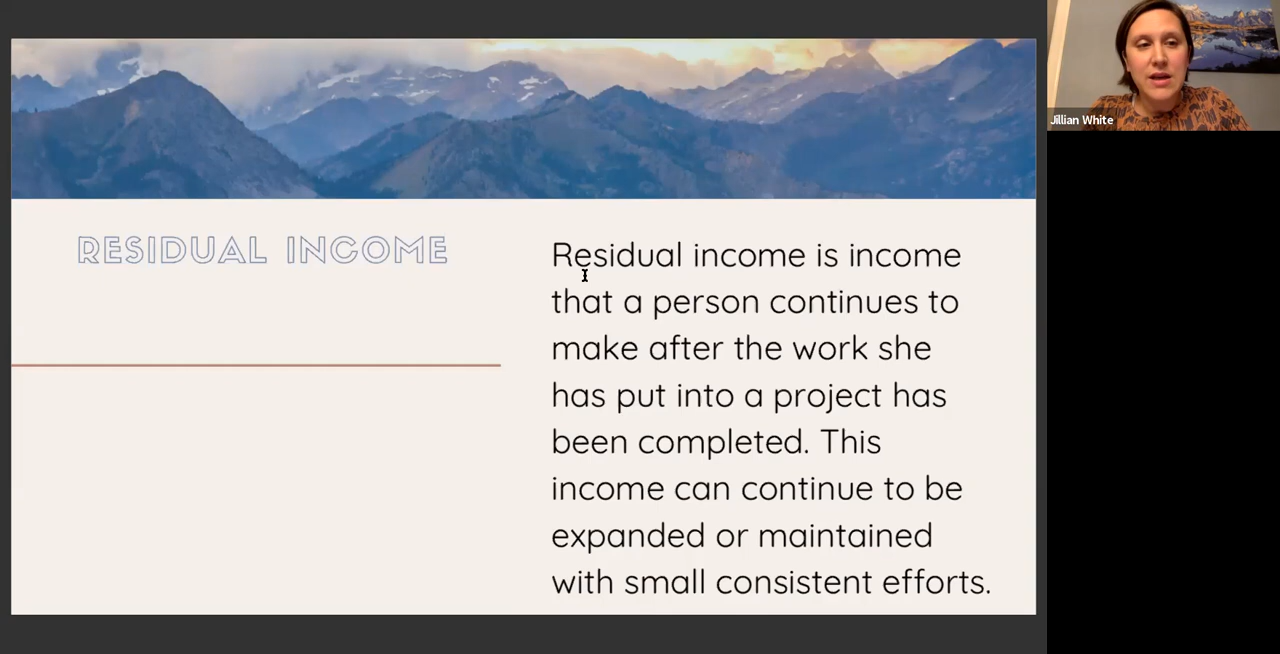 RESIDUAL INCOME
Residual income is income
that a person continues to
make after the work she
has put into a project has
been completed. This
income can continue to be
expanded or maintained
with small consistent efforts.
Jillian White